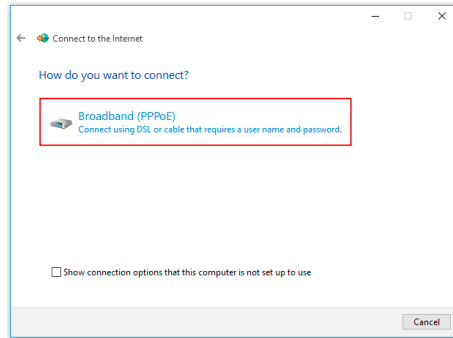 Connect to the Internet
How do you want to connect?
Broadband (PPPoE)
Connect using DSL or cable that requires a user name and password.
Show connection options that this computer is not set up to use
Cancel